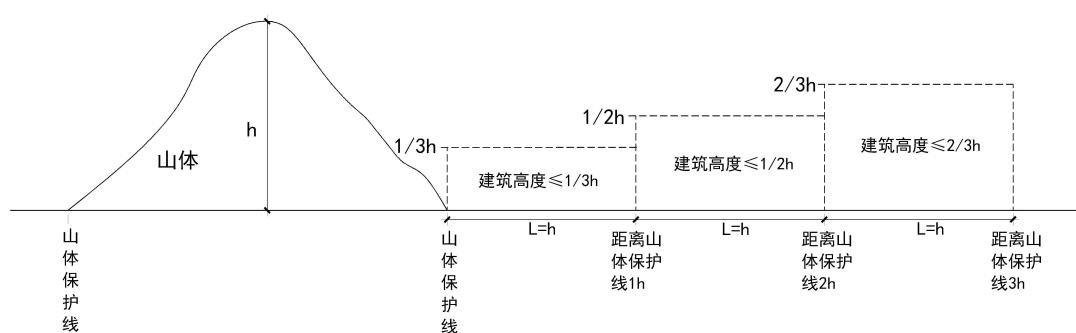 2/3h
1/2h
h
1/3h
山体
建筑高度≤1/3h
建筑高度≤1/2h
建筑高度≤2/3h
L=h
L=h
L=h
山
体
保
护
线
山
体
保
护
线
距离山
体保护
线1h
距离山
体保护
线2h
距离山
体保护
线3h